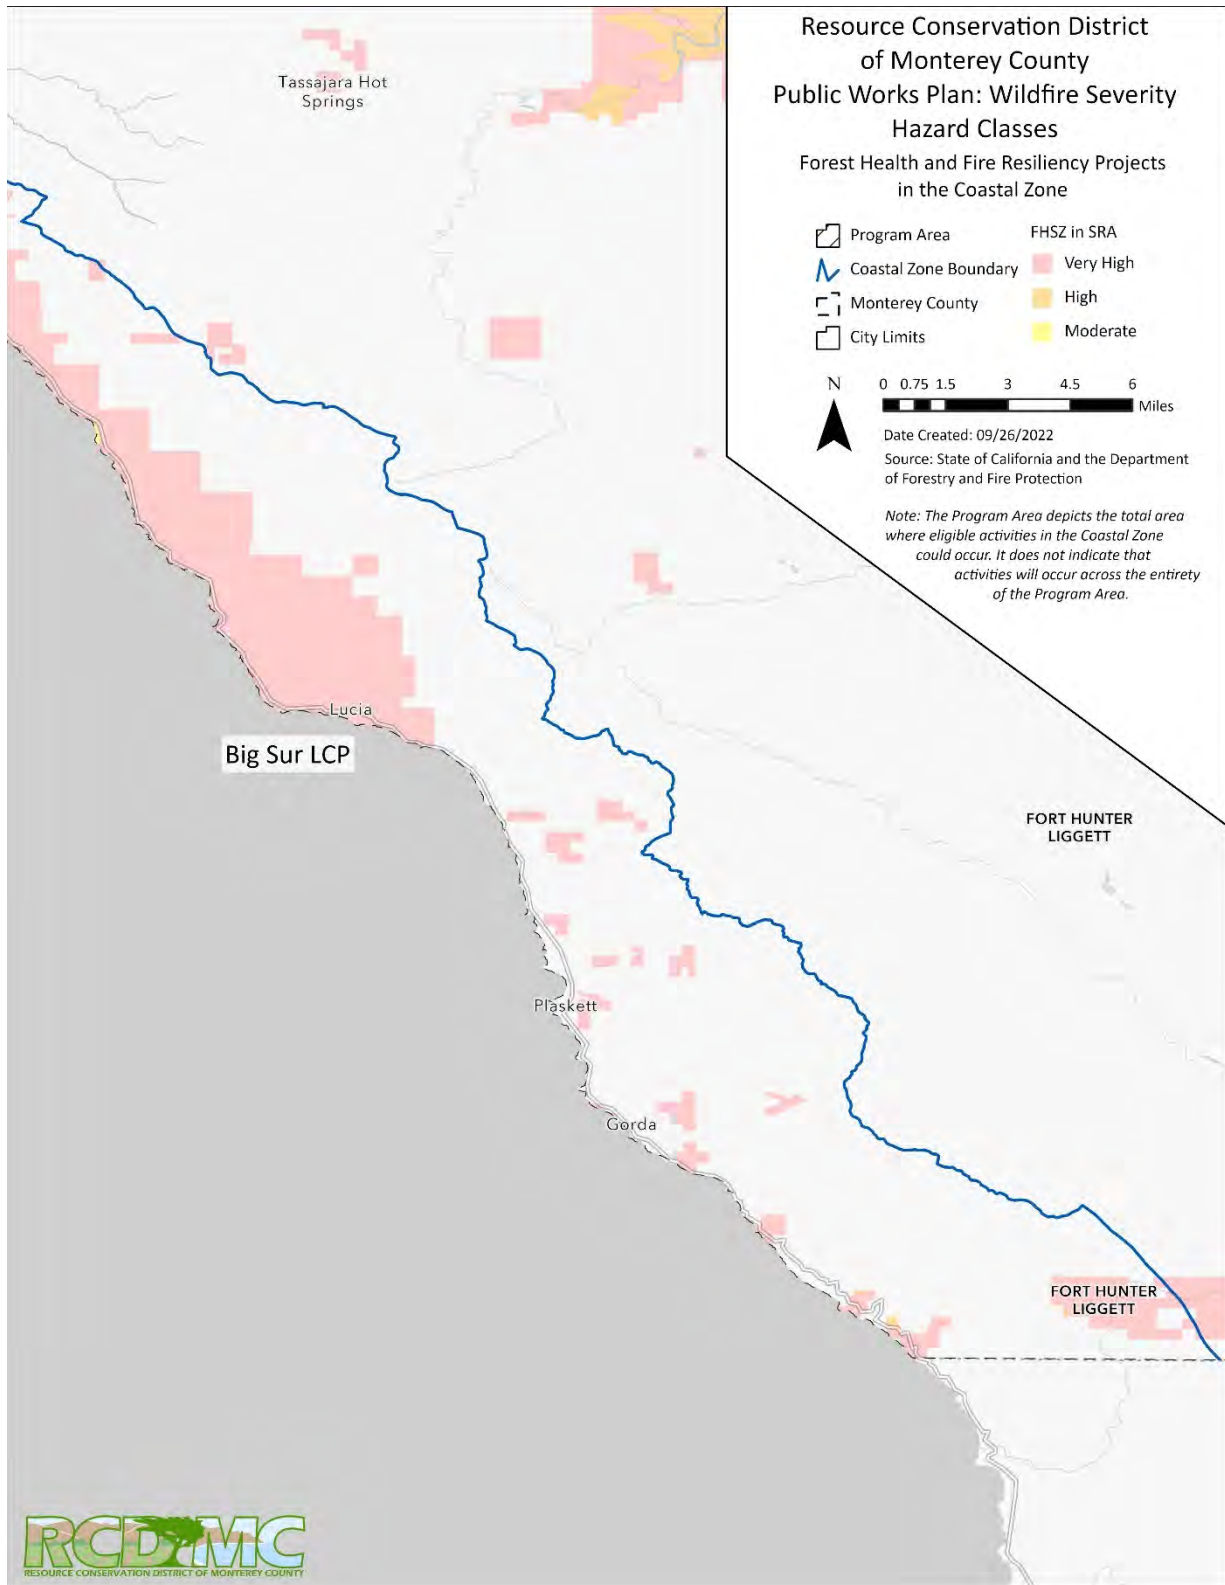 Resource Conservation District
of Monterey County
Public Works Plan: Wildfire Severity
Hazard Classes
Forest Health and Fire Resiliency Projects
in the Coastal Zone
Program Area
Coastal Zone Boundary
Monterey County
City Limits
FHSZ in SRA
Very High
High
Moderate
N
0 0.75 1.5 3 4.5 6
Miles
Date Created: 09/26/2022
Source: State of California and the Department
of Forestry and Fire Protection
Note: The Program Area depicts the total area
where eligible activities in the Coastal Zone
could occur. It does not indicate that
activities will occur across the entirety
of the Program Area.
Tassajara Hot
Springs
Lucia
Big Sur LCP
FORT HUNTER
LIGGETT
Plaskett
Gorda
FORT HUNTER
LIGGETT
RCD MC
RESOURCE CONSERVATION DISTRICT OF MONTEREY COUNTY